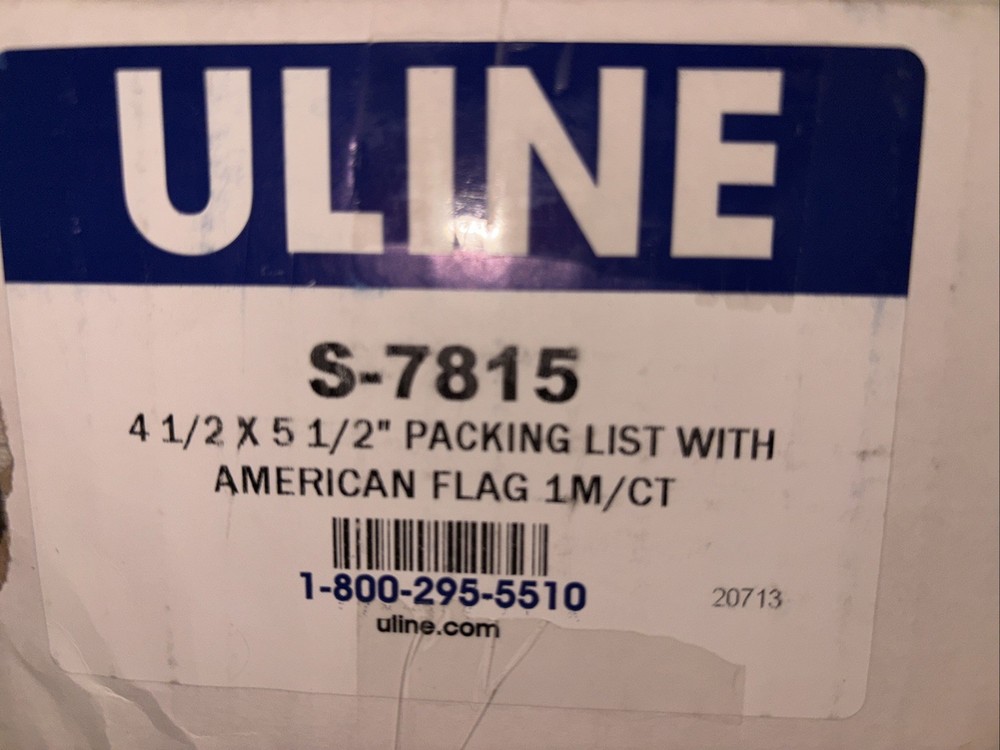 ULINE
S-7815
4 1/2 X 5 1/2" PACKING LIST WITH
AMERICAN FLAG 1M/CT
1-800-295-5510
20713
uline.com